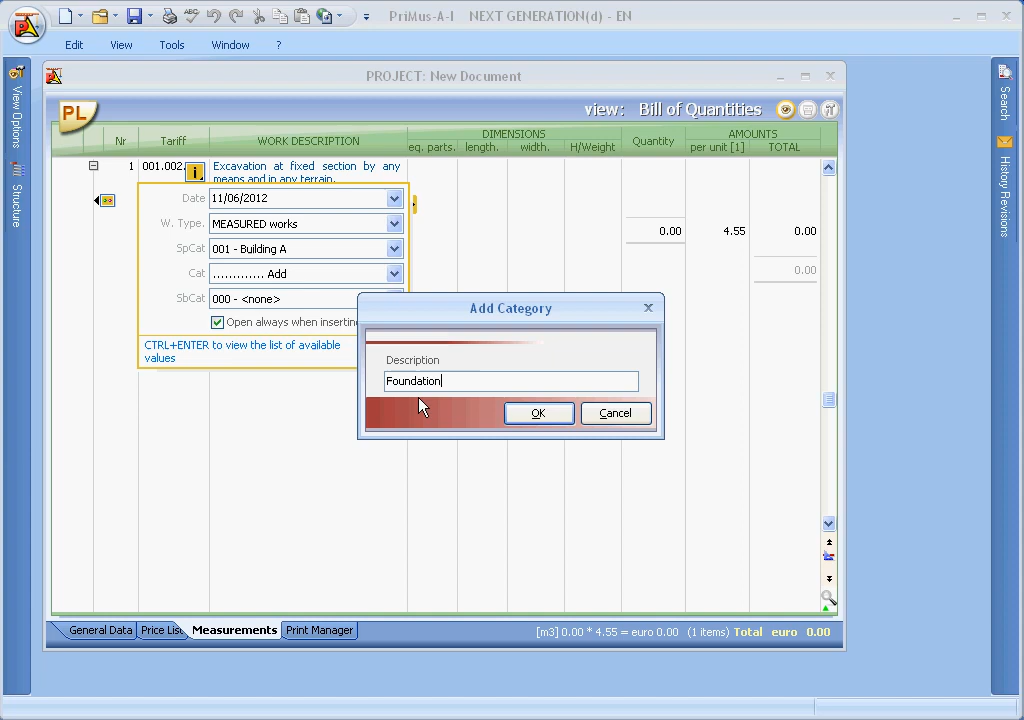 PriMus-A-I NEXT GENERATION(d) - EN
Edit View Tools Window ?
PROJECT: New Document
View Options
Structure
Search
History Revisions
PL
view: Bill of Quantities
Nr Tariff WORK DESCRIPTION DIMENSIONS Quantity AMOUNTS
eq. parts. length. width. H/Weight per unit [1] TOTAL
1 001.002. i Excavation at fixed section by any
means and in any terrain.
Date 11/06/2012
W. Type. MEASURED works
0.00 4.55 0.00
SpCat 001 - Building A
Cat ............. Add
0.00
SbCat 000 - <none>
Open always when insertin
CTRL+ENTER to view the list of available
values
Add Category
Description
Foundation
OK Cancel
General Data Price Lis Measurements Print Manager
[m3] 0.00 * 4.55 = euro 0.00 (1 items) Total euro 0.00